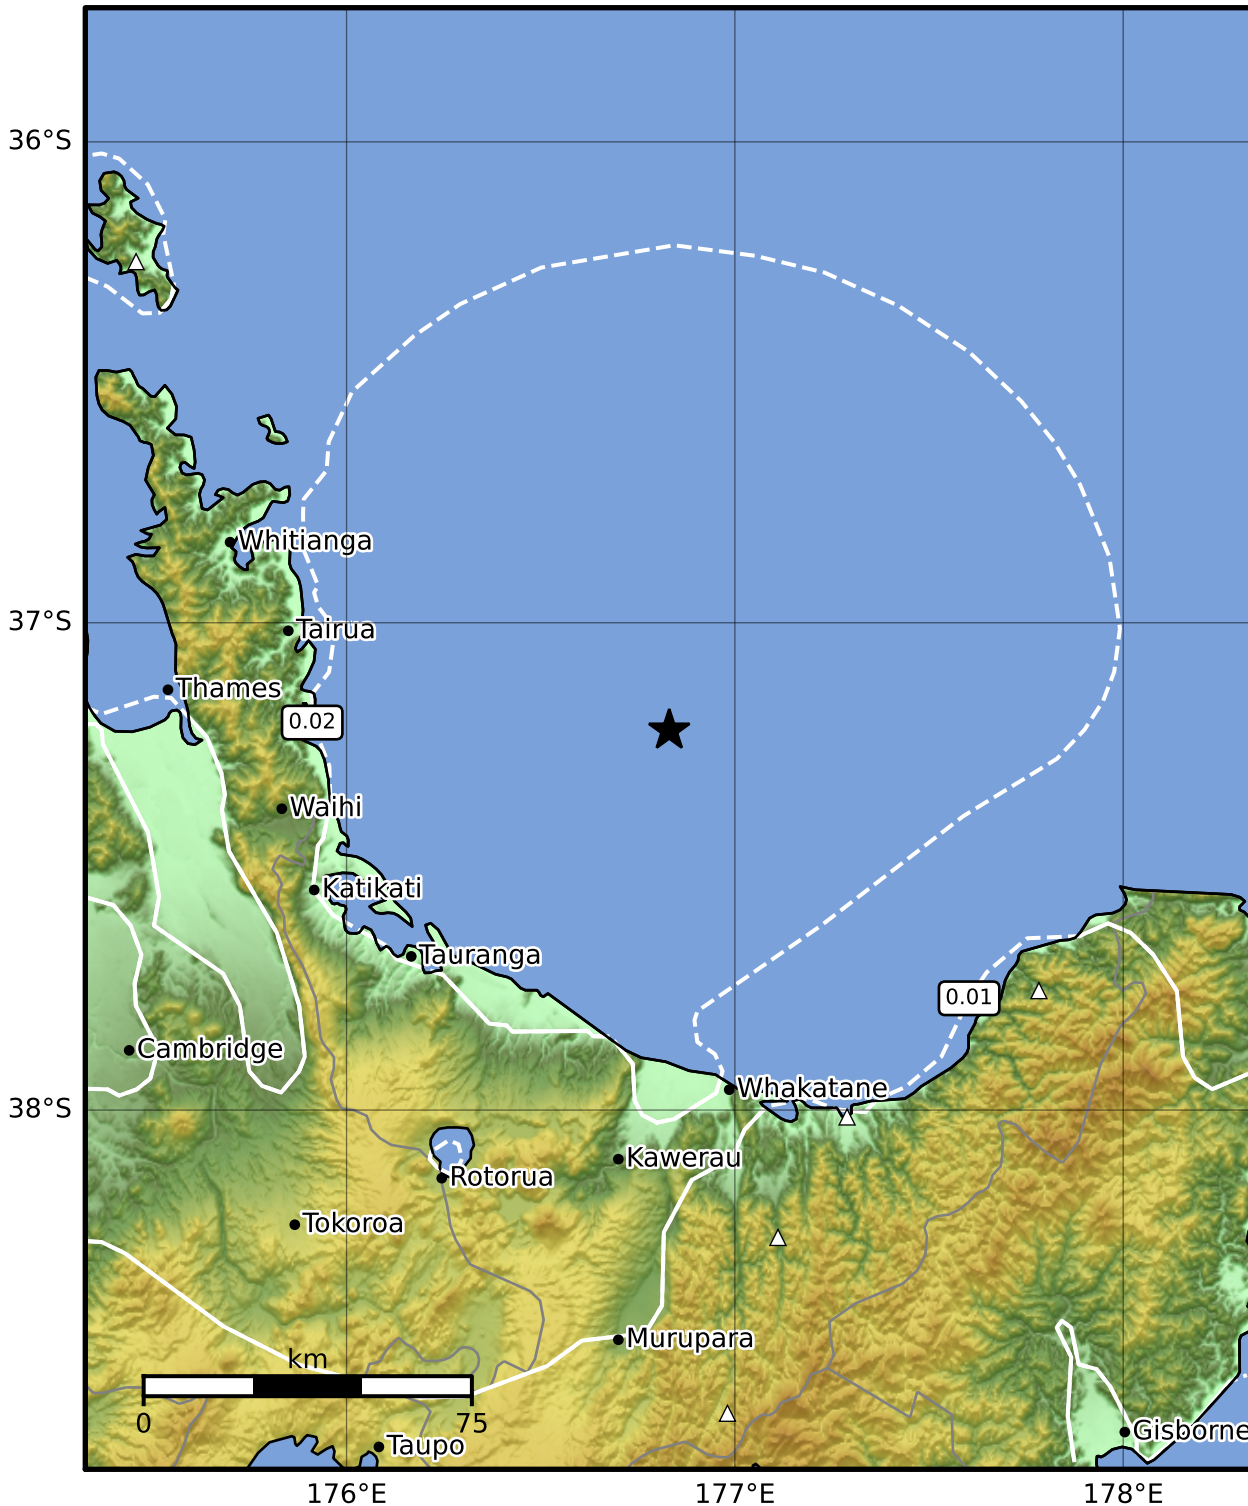 36°S
Whitianga
37°S
Tairua
Thames
0.02
Waihi
Katikati
Tauranga
0.01
Cambridge
Whakatane
38°S
Kawerau
Rotorua
Tokoroa
Murupara
km
0
75
Gisborne
Taupo
176°E
177°E
178°E